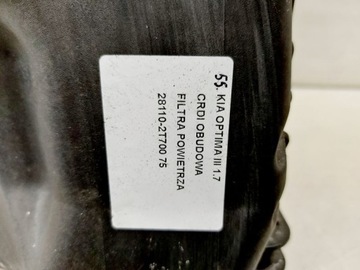 55. KIA OPTIMA III 1.7
CRDI OBUDOWA
FILTRA POWIETRZA
28110-2T700 75